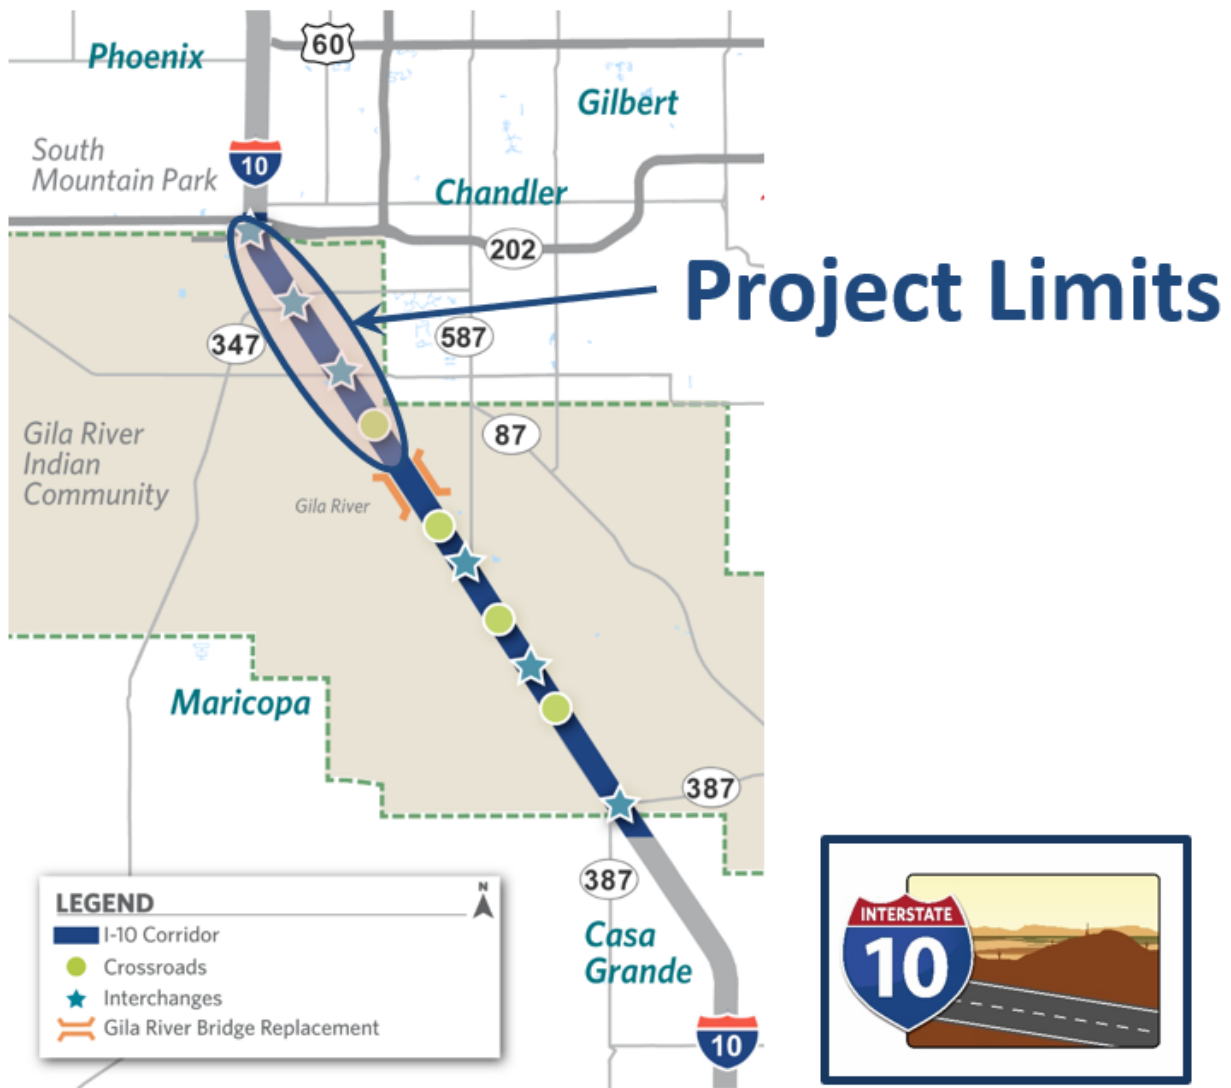 Phoenix
60
Gilbert
South
Mountain Park
10
Chandler
202
Project Limits
347
587
87
Gila River
Indian
Community
Gila River
Maricopa
387
387
Casa
Grande
10
LEGEND
N
I-10 Corridor
Crossroads
Interchanges
Gila River Bridge Replacement
INTERSTATE
10